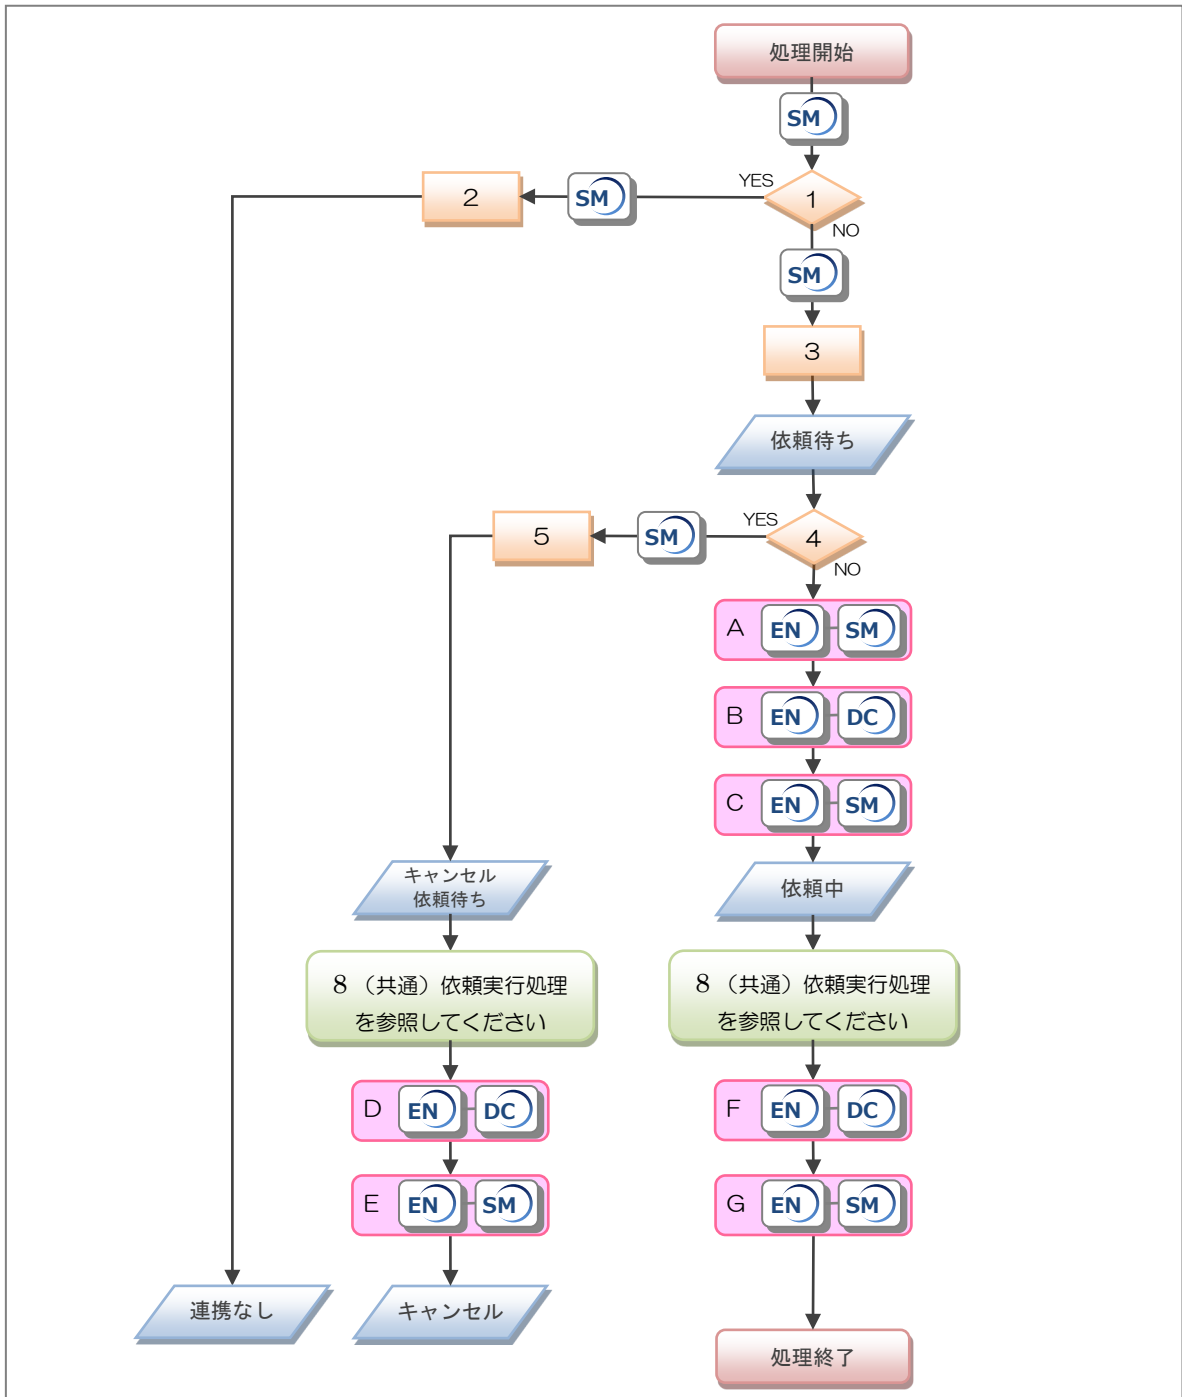 処理開始
SM
YES
1
SM
2
NO
SM
3
依頼待ち
YES
4
SM
5
NO
A EN SM
B EN DC
C EN SM
キャンセル
依頼待ち
依頼中
8 （共通）依頼実行処理
を参照してください
8 （共通）依頼実行処理
を参照してください
D EN DC
F EN DC
E EN SM
G EN SM
連携なし
キャンセル
処理終了